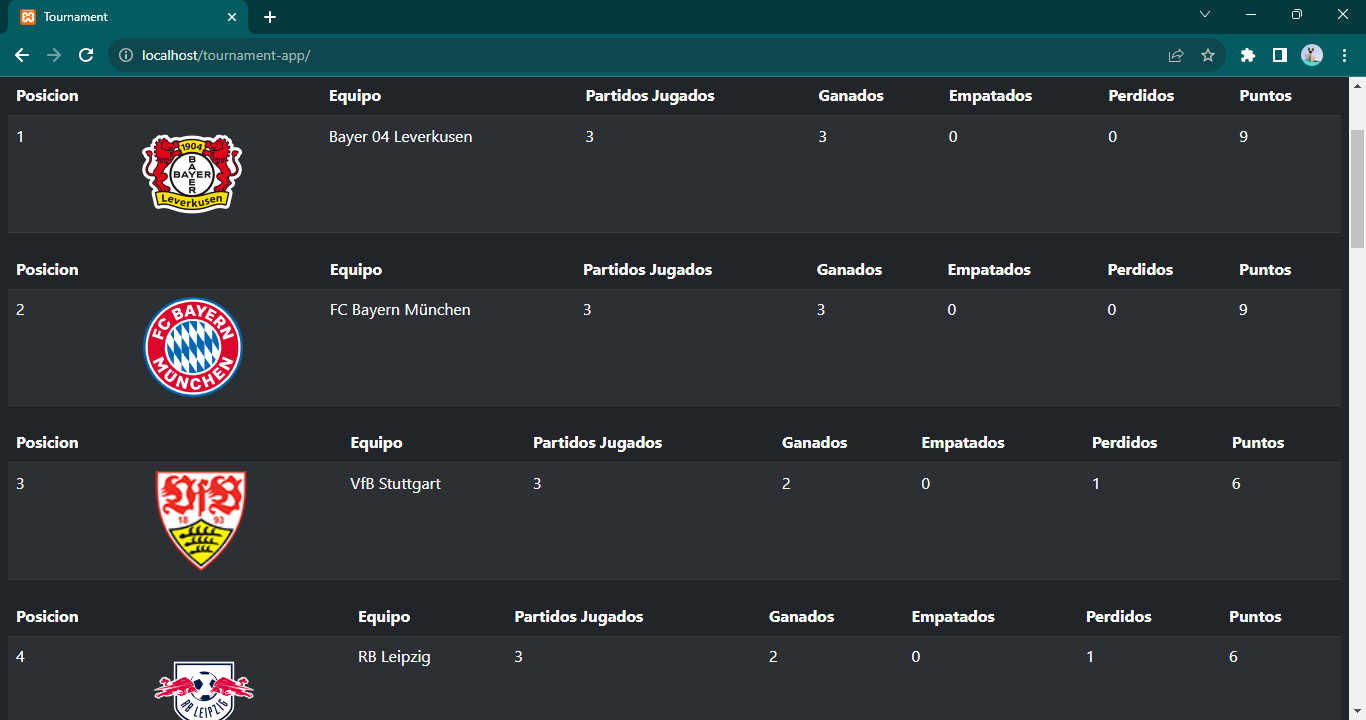 Tournament
localhost/tournament-app/
Posicion Equipo Partidos Jugados Ganados Empatados Perdidos Puntos
1 Bayer 04 Leverkusen 3 3 0 0 9
1904
BAYER
BAYER
Leverkusen
Posicion Equipo Partidos Jugados Ganados Empatados Perdidos Puntos
2 FC Bayern München 3 3 0 0 9
FC BAYERN
MÜNCHEN
Posicion Equipo Partidos Jugados Ganados Empatados Perdidos Puntos
3 VfB Stuttgart 3 2 0 1 6
VfB
18 93
Posicion Equipo Partidos Jugados Ganados Empatados Perdidos Puntos
4 RB Leipzig 3 2 0 1 6
RB LEIPZIG